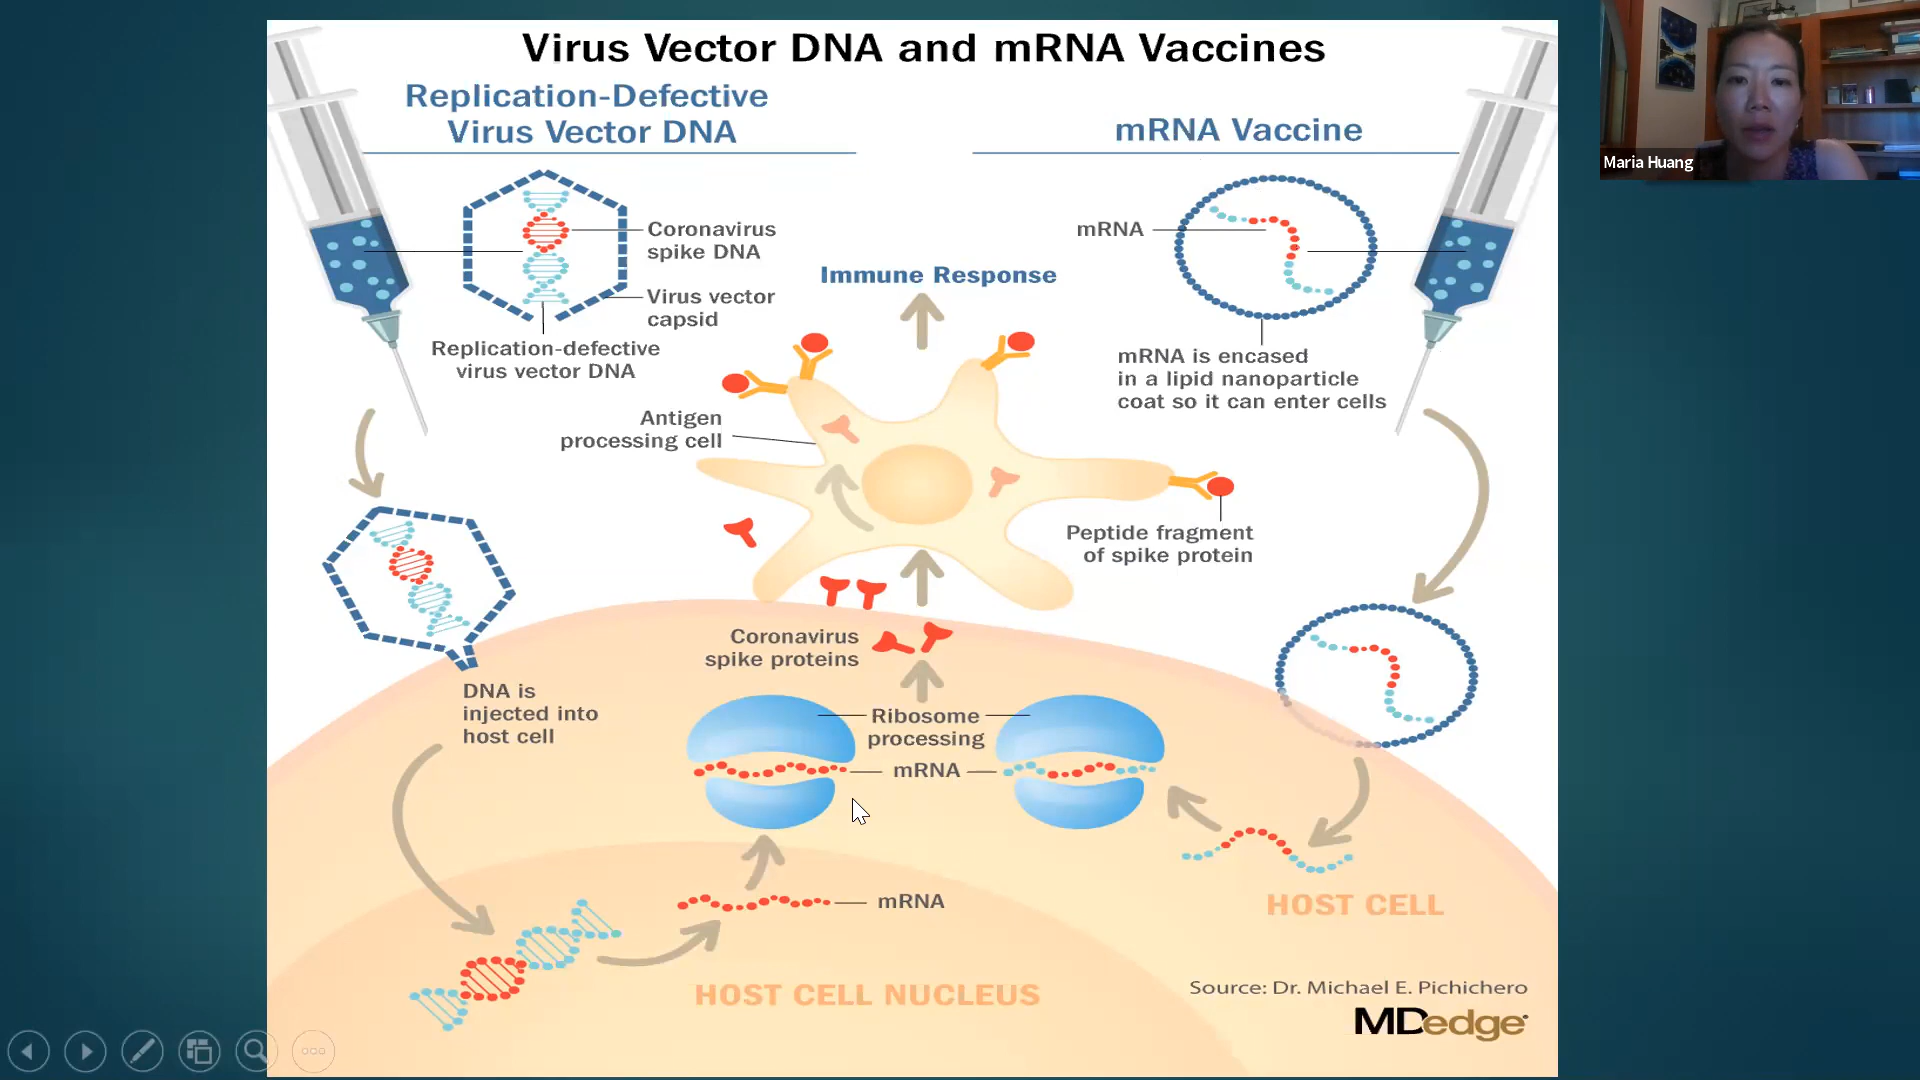 Virus Vector DNA and mRNA Vaccines
Replication-Defective
Virus Vector DNA
mRNA Vaccine
Coronavirus
spike DNA
Virus vector
capsid
Replication-defective
virus vector DNA
mRNA
mRNA is encased
in a lipid nanoparticle
coat so it can enter cells
Immune Response
Antigen
processing cell
Peptide fragment
of spike protein
Coronavirus
spike proteins
DNA is
injected into
host cell
Ribosome
processing
mRNA
mRNA
HOST CELL
HOST CELL NUCLEUS
Source: Dr. Michael E. Pichichero
MDedge
Maria Huang